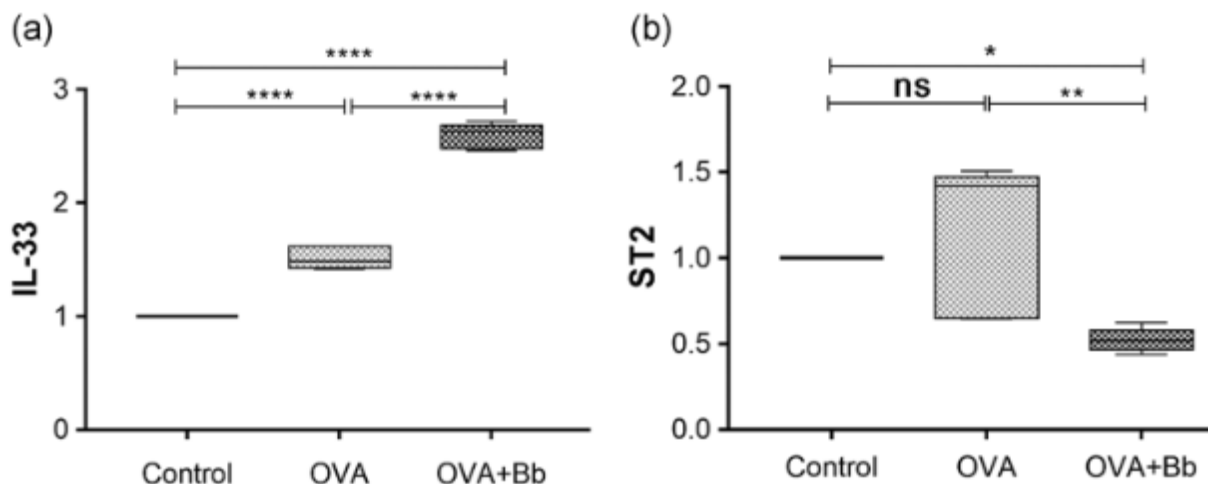 (a)
****
****
****
3
2
1
0
IL-33
Control
OVA
OVA+Bb
(b)
*
ns
**
2.0
1.5
1.0
0.5
0.0
ST2
Control
OVA
OVA+Bb